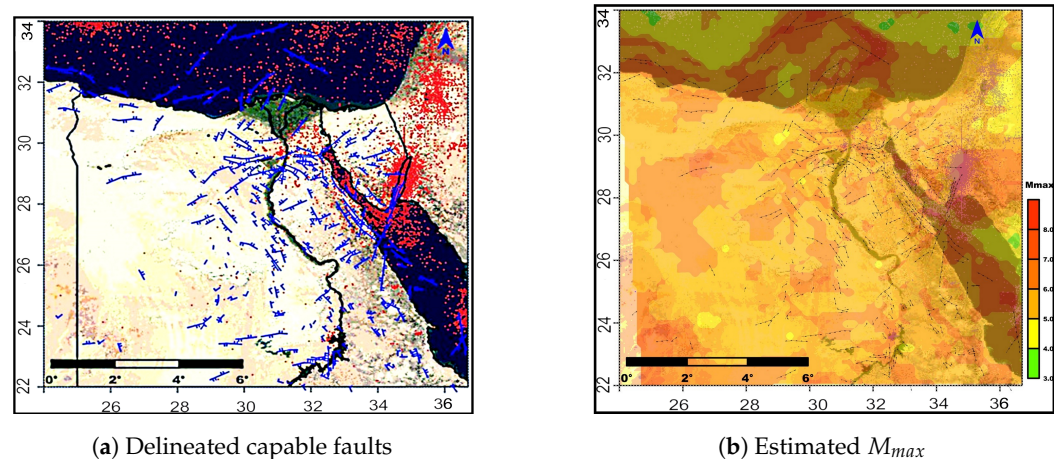 34
32
30
28
26
24
22
N
0° 2° 4° 6°
26 28 30 32 34 36
(a) Delineated capable faults
34
32
30
28
26
24
22
N
Mmax
8.0
7.0
6.0
5.0
4.0
3.0
0° 2° 4° 6°
26 28 30 32 34 36
(b) Estimated Mmax